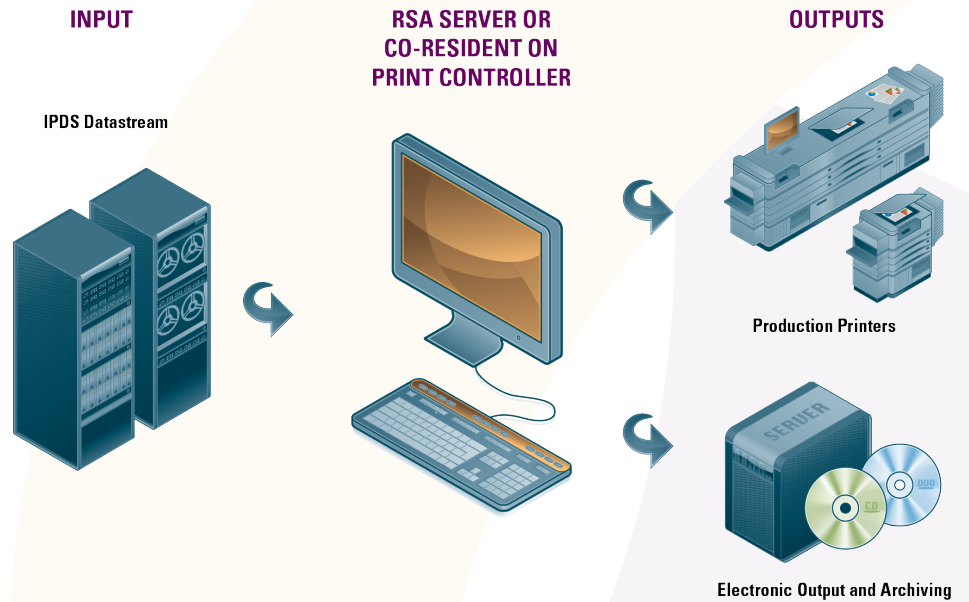 INPUT
RSA SERVER OR
CO-RESIDENT ON
PRINT CONTROLLER
OUTPUTS
IPDS Datastream
Production Printers
SERVER
CD
DVD
Electronic Output and Archiving